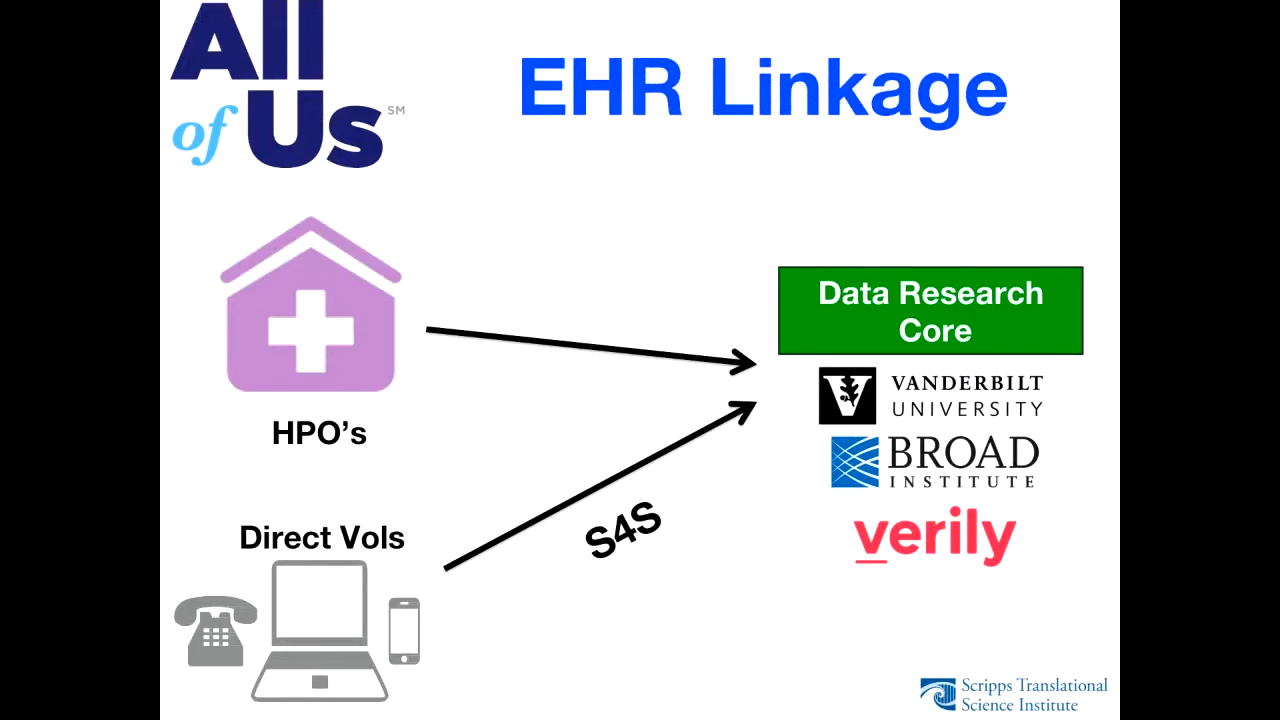 All
of Us SM
EHR Linkage
HPO's
Direct Vols
S4S
Data Research
Core
V VANDERBILT
UNIVERSITY
BROAD
INSTITUTE
verily
Scripps Translational
Science Institute